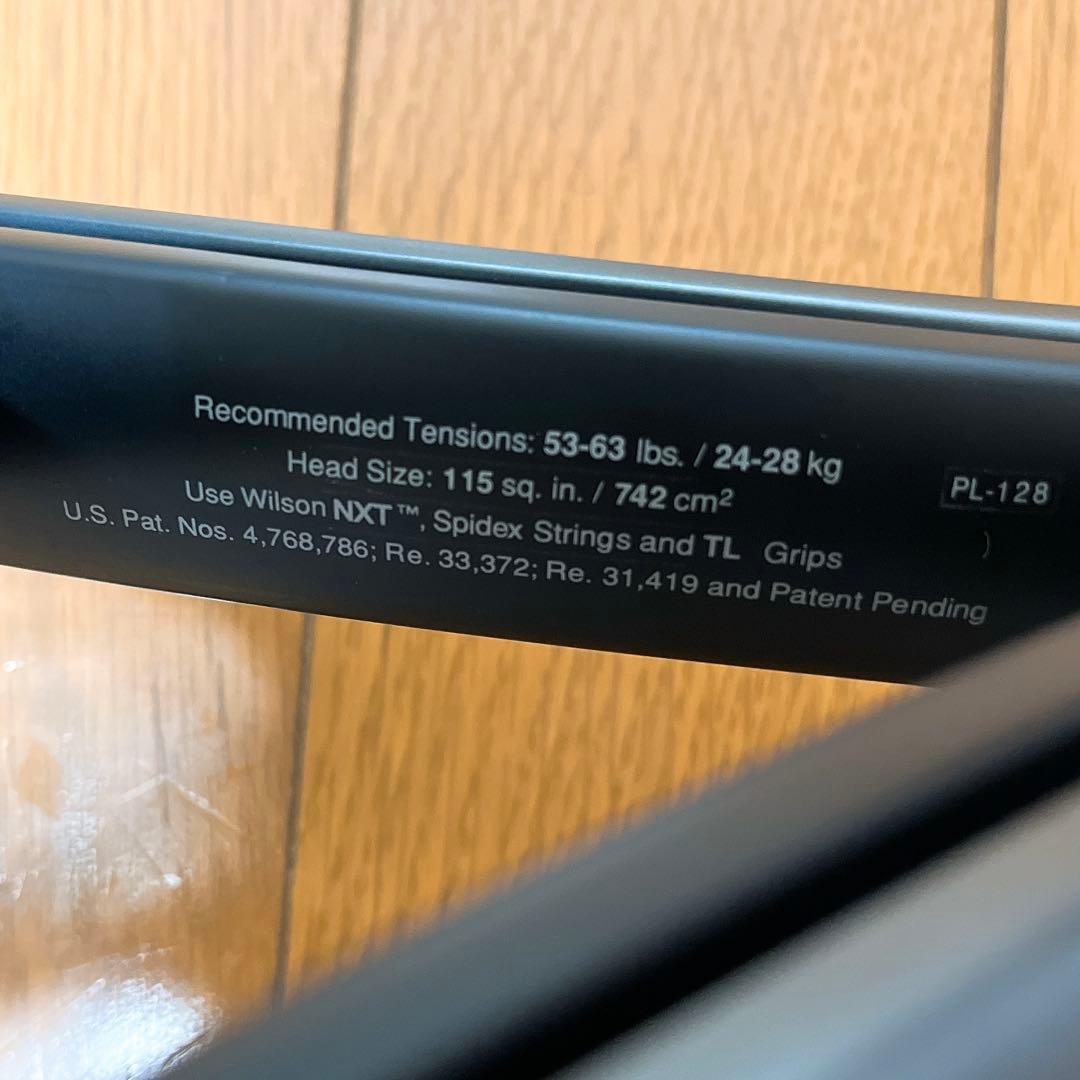 Recommended Tensions: 53-63 lbs. / 24-28 kg
Head Size: 115 sq. in. / 742 cm²
Use Wilson NXT™, Spidex Strings and TL Grips
U.S. Pat. Nos. 4,768,786; Re. 33,372; Re. 31,419 and Patent Pending
PL-128